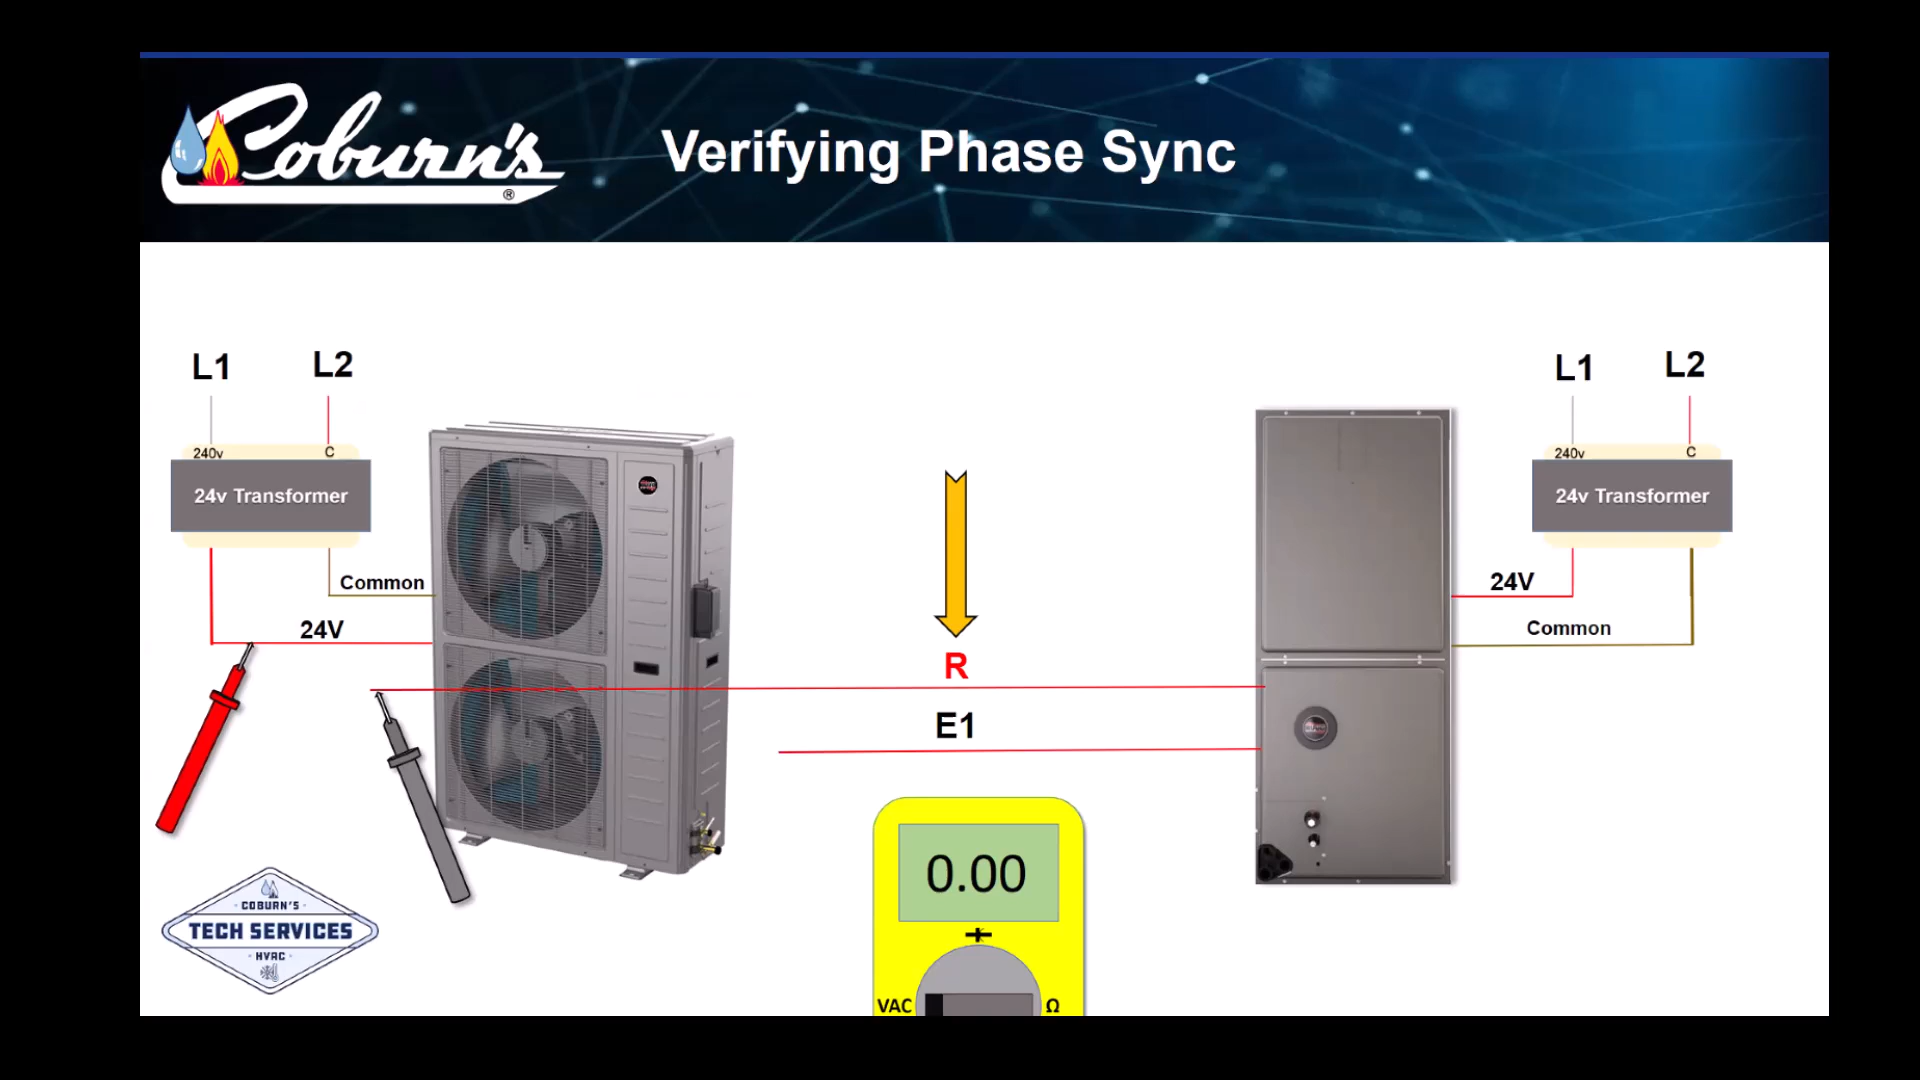 Coburn's
®
Verifying Phase Sync
L1
L2
L1
L2
240v
C
240v
C
24v Transformer
24v Transformer
Common
24V
24V
Common
R
E1
0.00
VAC
Ω
COBURN'S
TECH SERVICES
HVAC